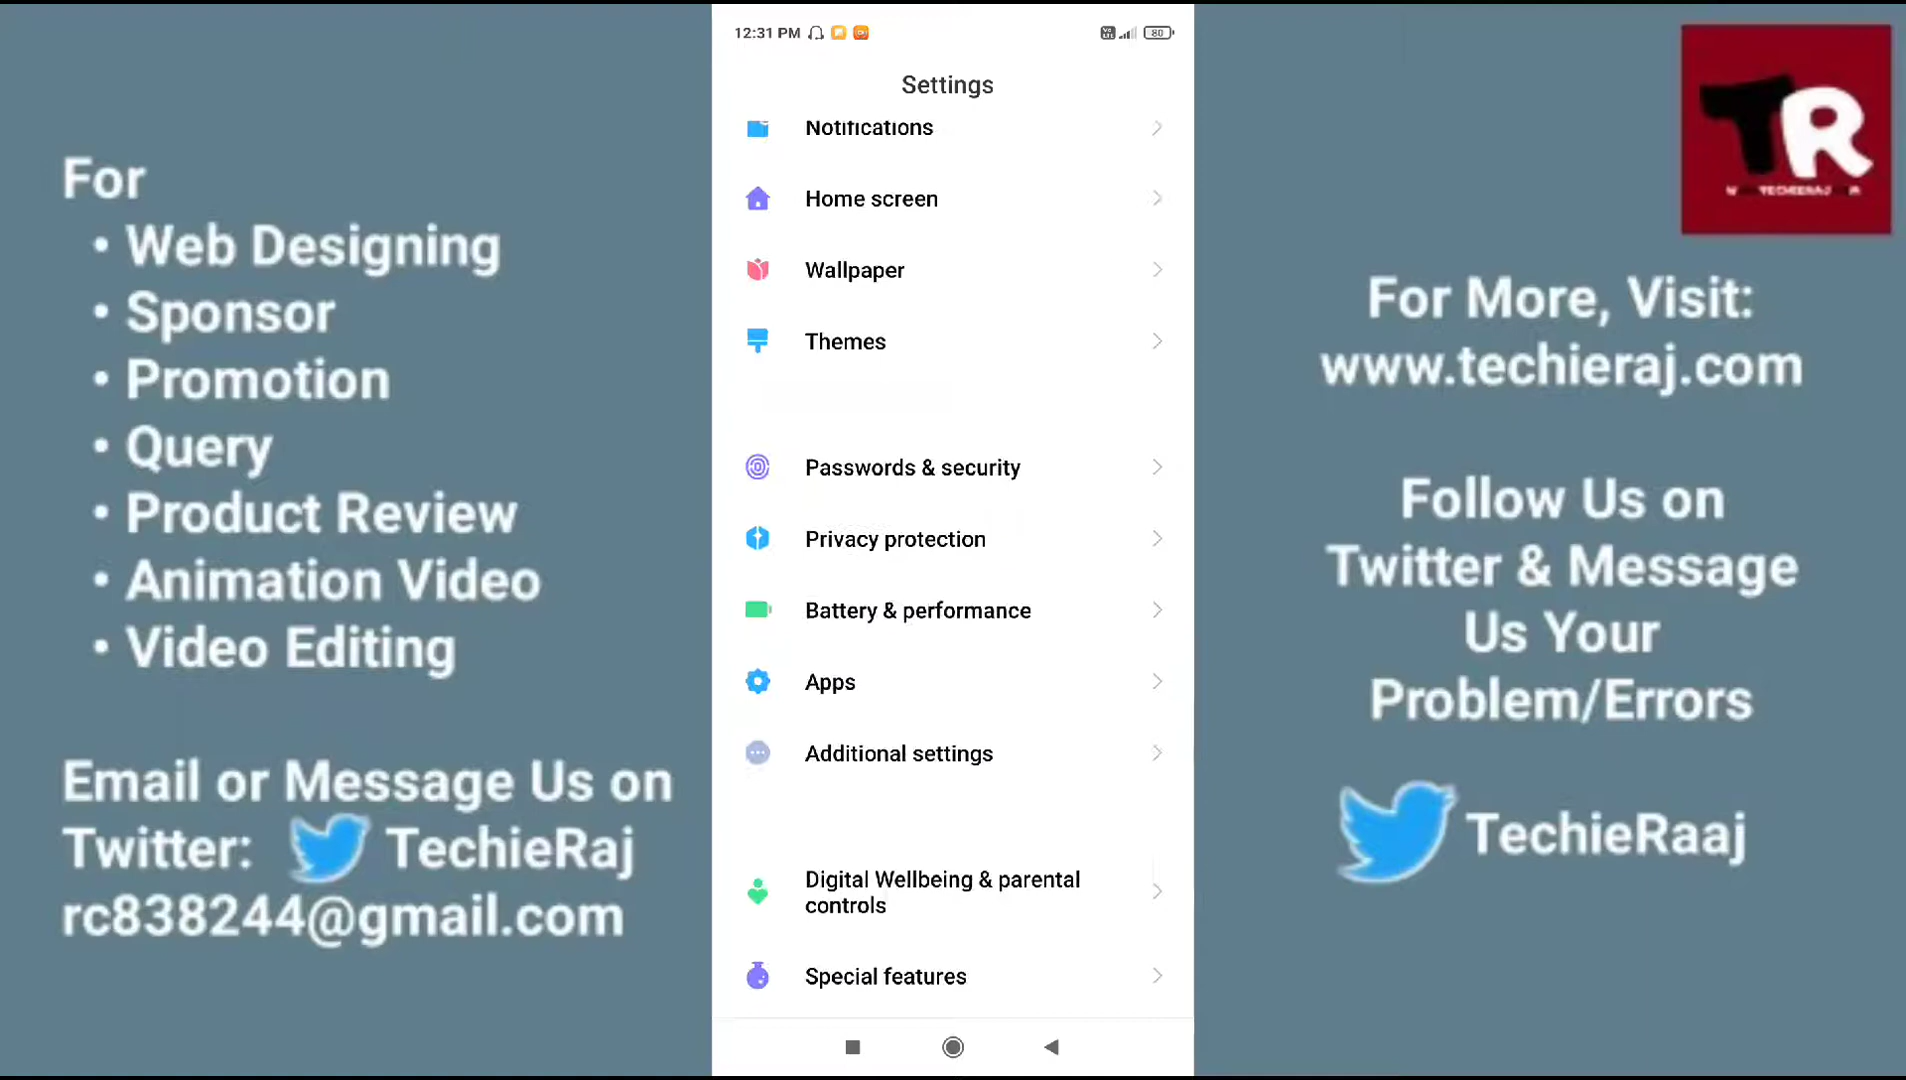 For
• Web Designing
• Sponsor
• Promotion
• Query
• Product Review
• Animation Video
• Video Editing
Email or Message Us on
Twitter: TechieRaj
rc838244@gmail.com
12:31 PM
80
Settings
Notifications
Home screen
Wallpaper
Themes
Passwords & security
Privacy protection
Battery & performance
Apps
Additional settings
Digital Wellbeing & parental
controls
Special features
TR
For More, Visit:
www.techieraj.com
Follow Us on
Twitter & Message
Us Your
Problem/Errors
TechieRaaj